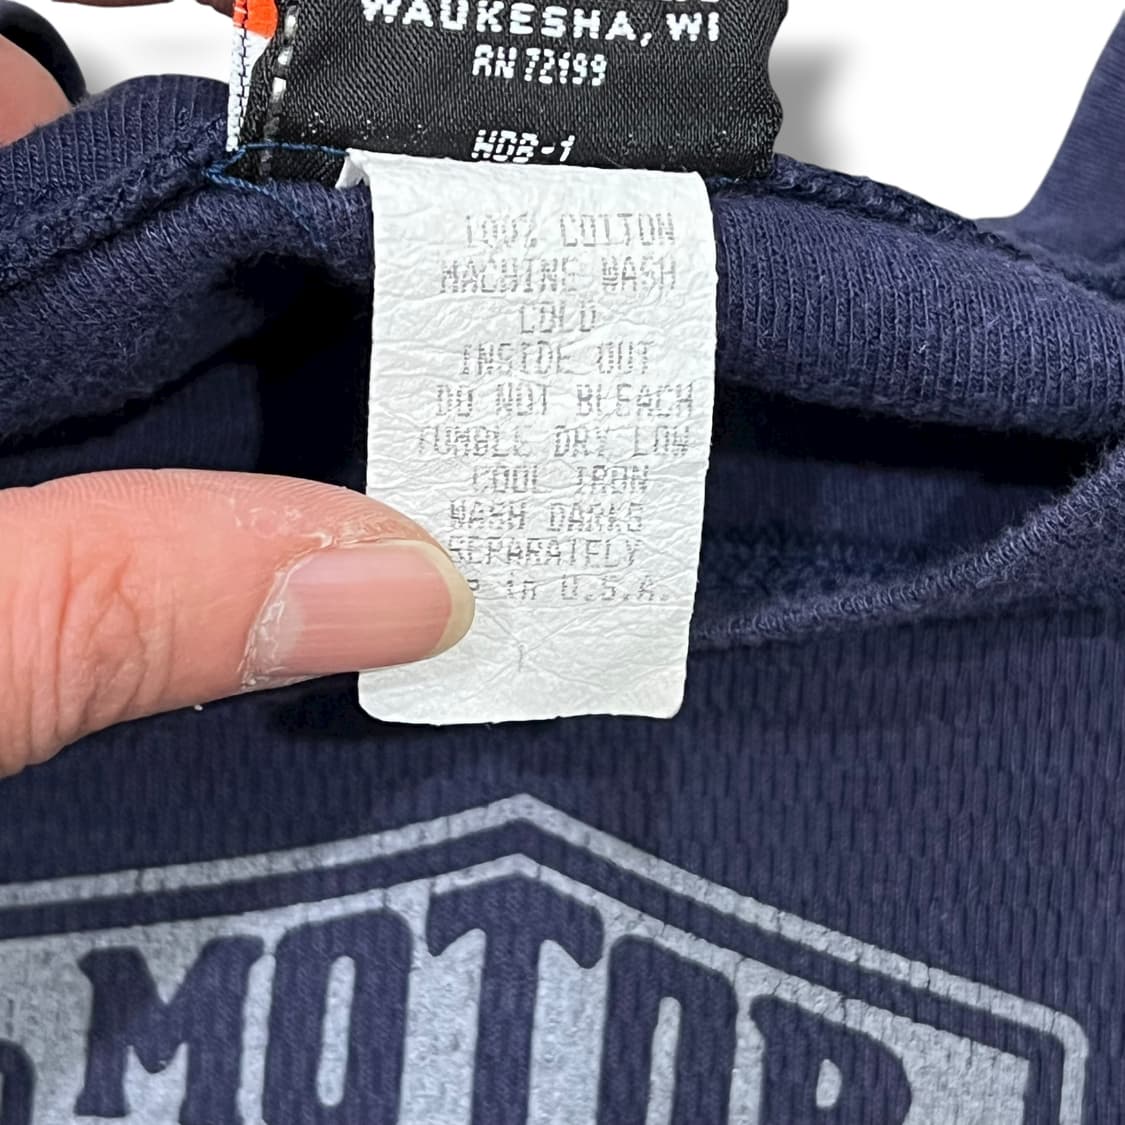 WAUKESHA, WI
RN 72199
HDB-1
100% COTTON
MACHINE WASH
COLD
INSIDE OUT
DO NOT BLEACH
TUMBLE DRY LOW
COOL IRON
WASH DARKS
SEPARATELY
in U.S.A.
MOTOR